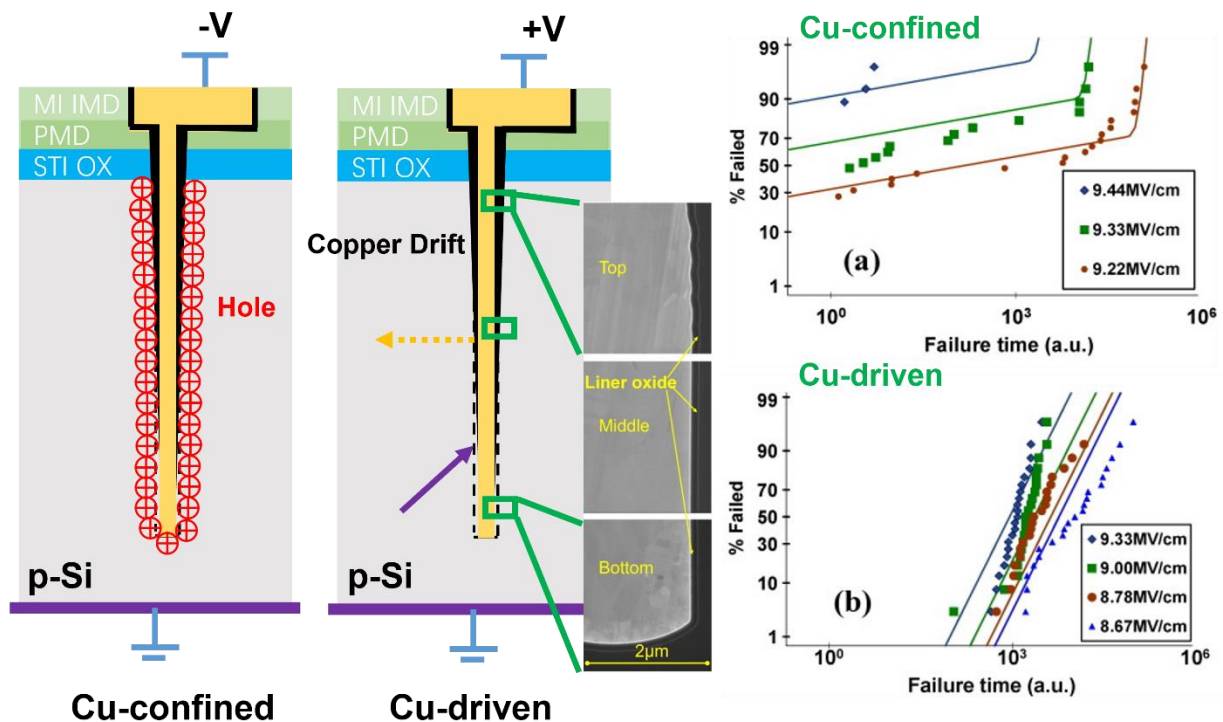 -V
MI IMD
PMD
STI OX
Hole
p-Si
Cu-confined
+V
MI IMD
PMD
STI OX
Copper Drift
p-Si
Cu-driven
Top
Liner oxide
Middle
Bottom
2μm
Cu-confined
% Failed
99
90
70
50
30
10
1
(a)
9.44MV/cm
9.33MV/cm
9.22MV/cm
10⁰
10³
10⁶
Failure time (a.u.)
Cu-driven
% Failed
99
90
70
50
30
10
1
(b)
9.33MV/cm
9.00MV/cm
8.78MV/cm
8.67MV/cm
10⁰
10³
10⁶
Failure time (a.u.)